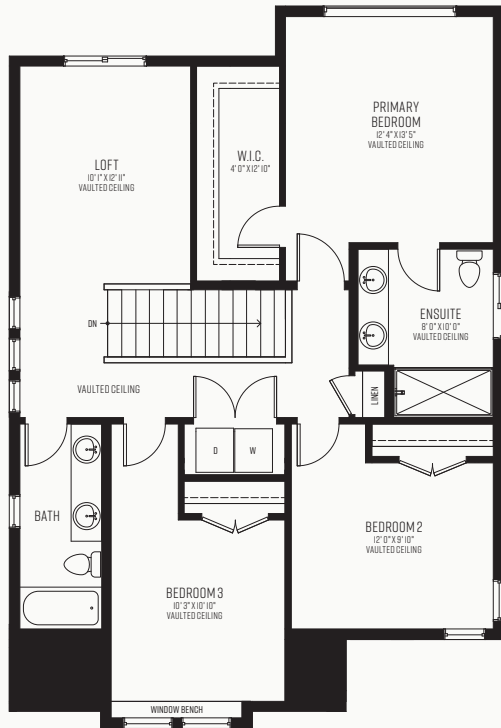 PRIMARY
BEDROOM
12' 4" X 13' 5"
VAULTED CEILING
LOFT
10' 1" X 12' 11"
VAULTED CEILING
W.I.C.
4' 0" X 12' 10"
ENSUITE
8' 0" X 10' 0"
VAULTED CEILING
DN
VAULTED CEILING
LINEN
D
W
BATH
BEDROOM 2
12' 0" X 9' 10"
VAULTED CEILING
BEDROOM 3
10' 3" X 10' 10"
VAULTED CEILING
WINDOW BENCH